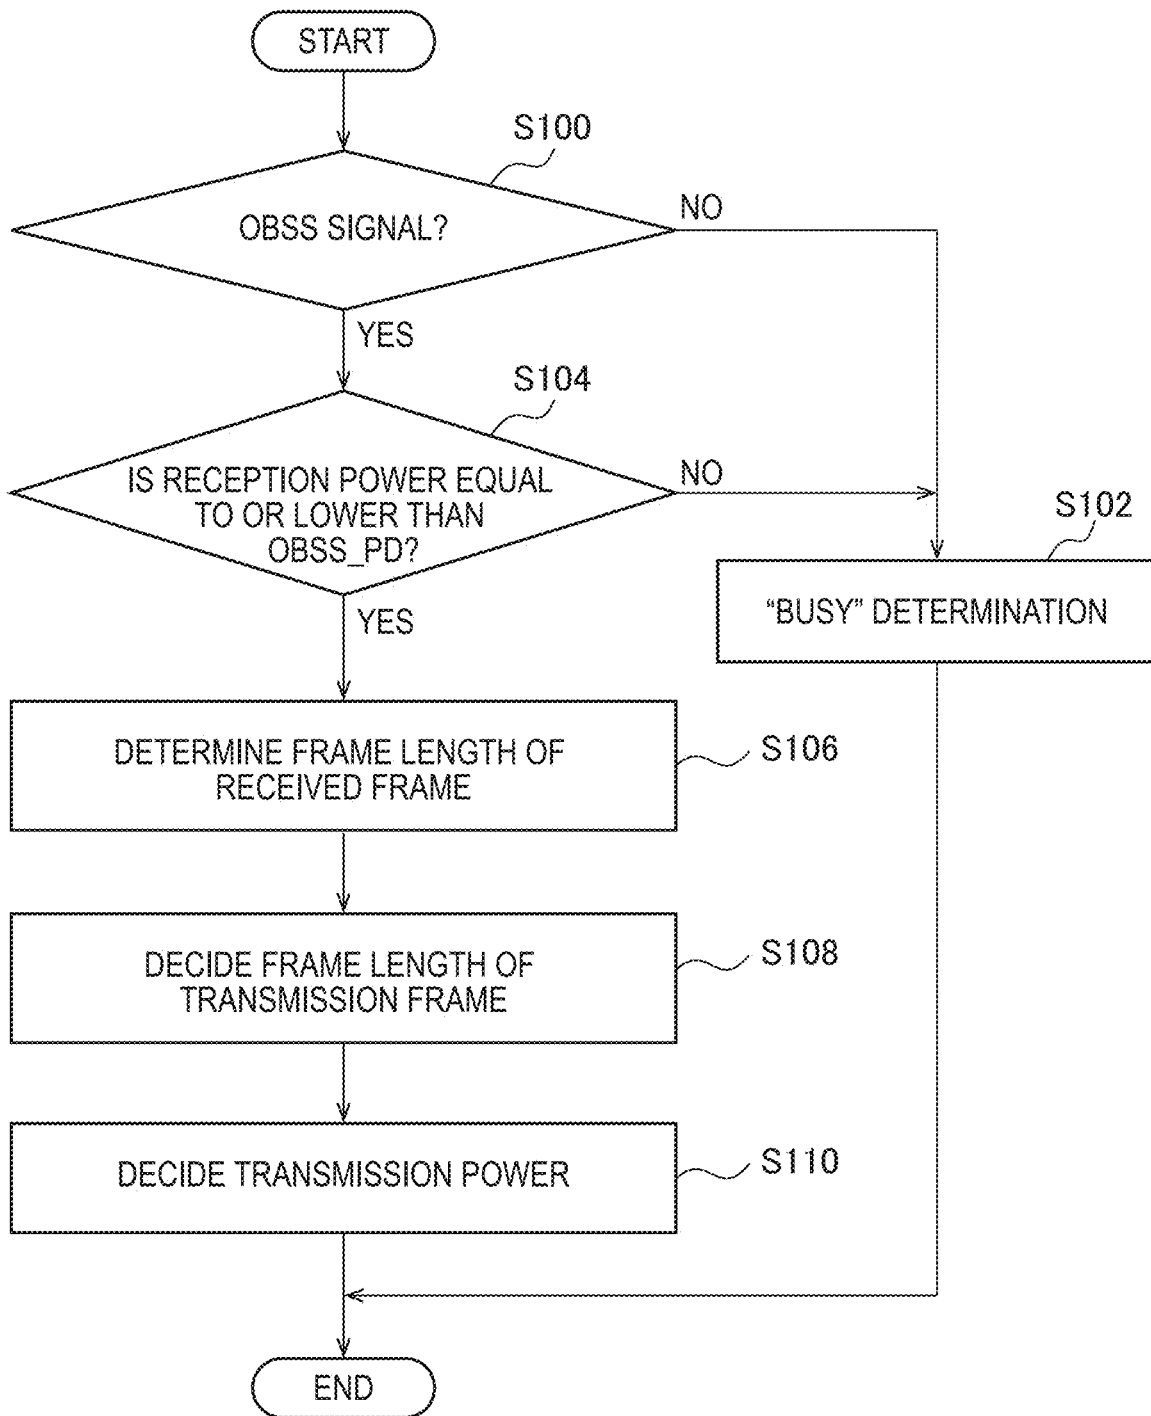 START
S100
OBSS SIGNAL?
NO
YES
S104
IS RECEPTION POWER EQUAL
TO OR LOWER THAN
OBSS_PD?
NO
YES
S102
“BUSY” DETERMINATION
DETERMINE FRAME LENGTH OF
RECEIVED FRAME
S106
DECIDE FRAME LENGTH OF
TRANSMISSION FRAME
S108
DECIDE TRANSMISSION POWER
S110
END